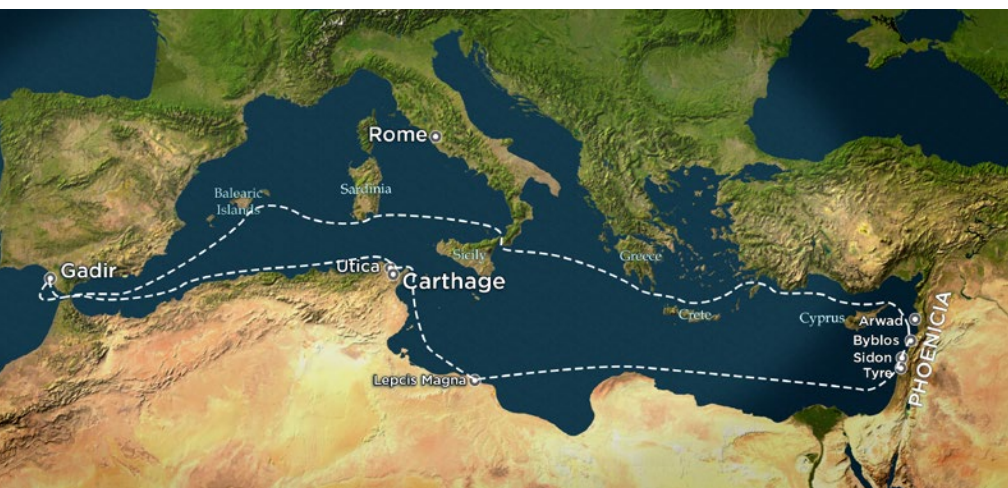 Rome
Balearic
Islands
Sardinia
Gadir
Sicily
Greece
Utica
Carthage
Crete
Cyprus
Arwad
Byblos
Sidon
Tyre
PHOENICIA
Lepcis Magna